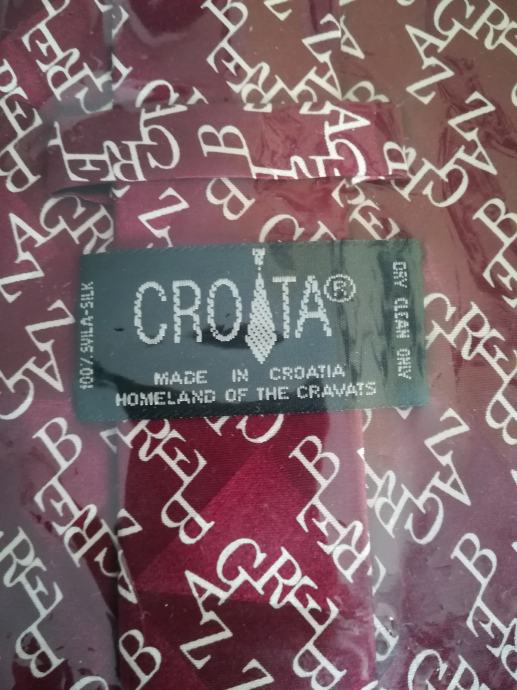 CROATA®
MADE IN CROATIA
HOMELAND OF THE CRAVATS
100% SVILA-SILK
DRY CLEAN ONLY
ZAGREB